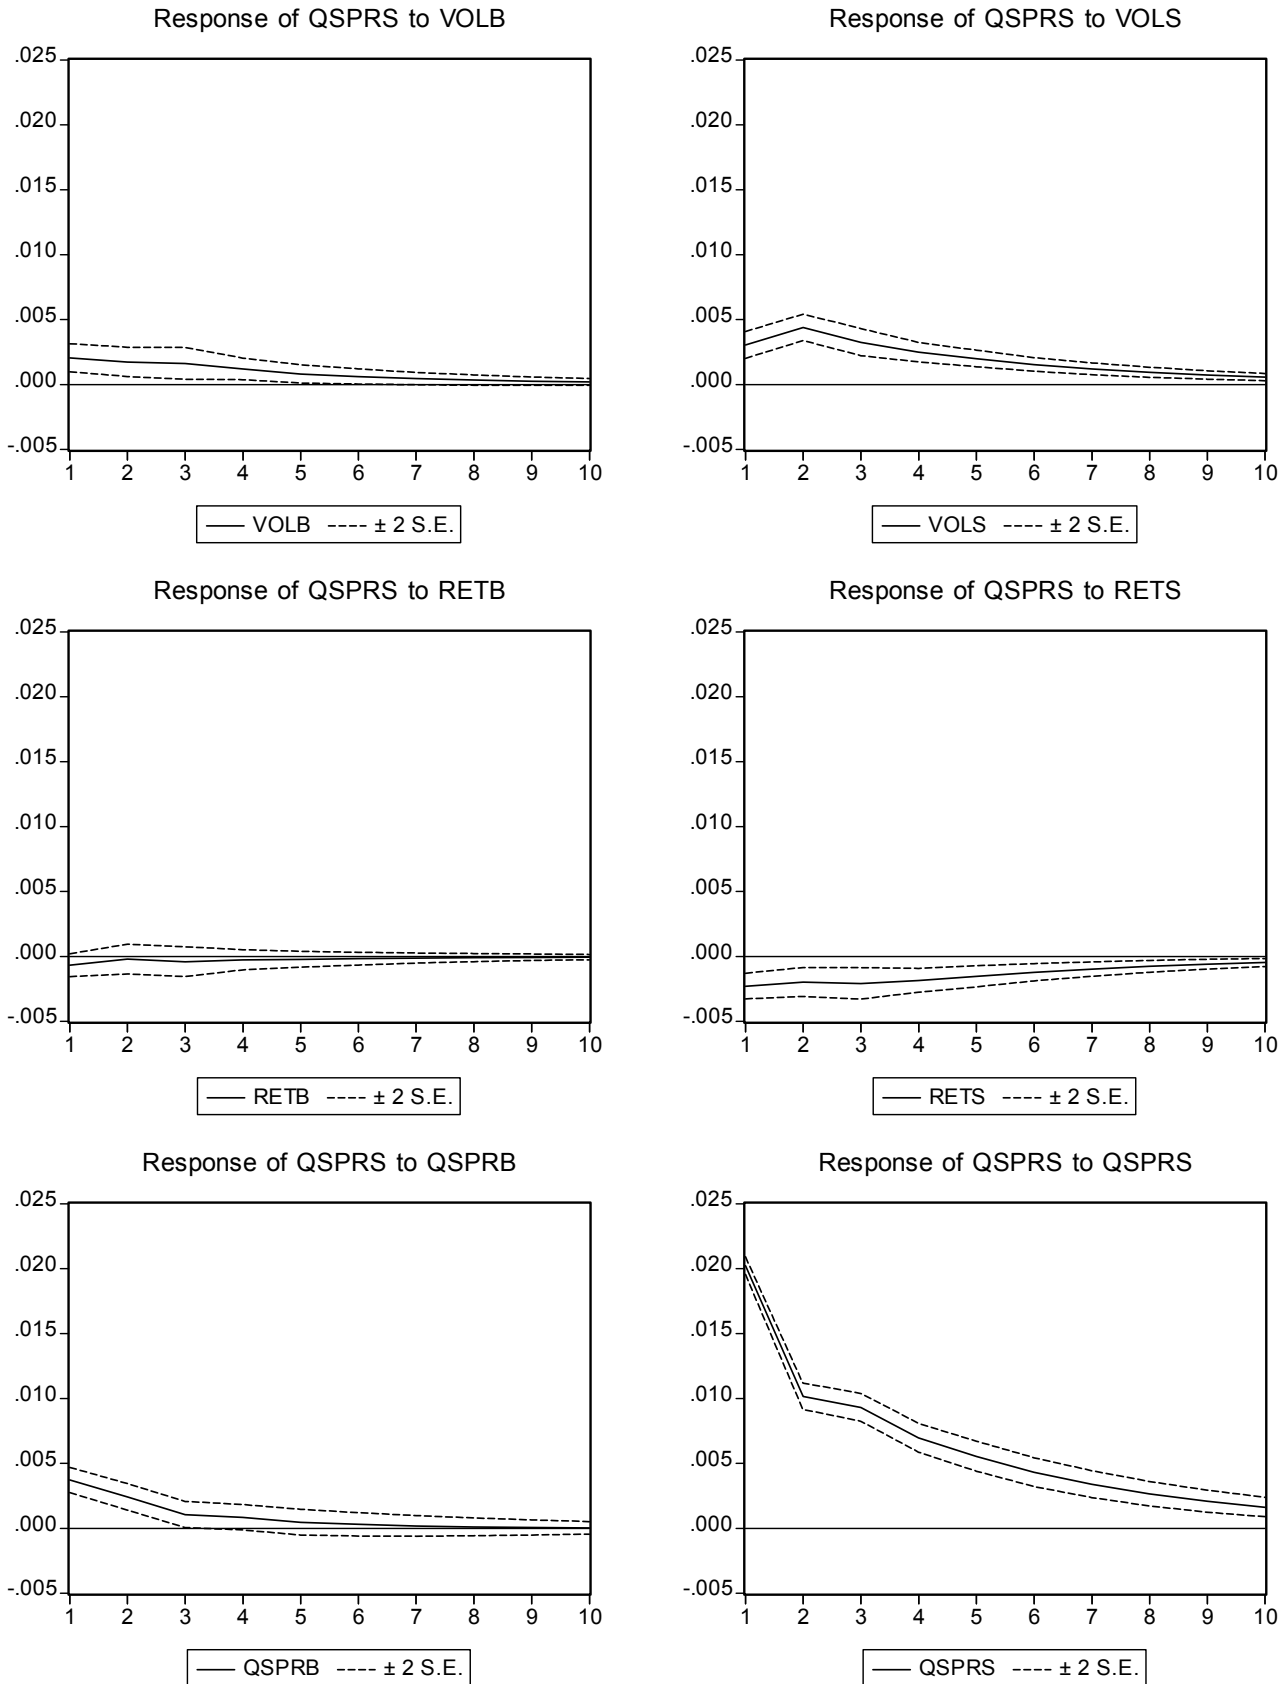 Response of QSPRS to VOLB
.025
.020
.015
.010
.005
.000
-.005
1 2 3 4 5 6 7 8 9 10
VOLB ± 2 S.E.
Response of QSPRS to VOLS
.025
.020
.015
.010
.005
.000
-.005
1 2 3 4 5 6 7 8 9 10
VOLS ± 2 S.E.
Response of QSPRS to RETB
.025
.020
.015
.010
.005
.000
-.005
1 2 3 4 5 6 7 8 9 10
RETB ± 2 S.E.
Response of QSPRS to RETS
.025
.020
.015
.010
.005
.000
-.005
1 2 3 4 5 6 7 8 9 10
RETS ± 2 S.E.
Response of QSPRS to QSPRB
.025
.020
.015
.010
.005
.000
-.005
1 2 3 4 5 6 7 8 9 10
QSPRB ± 2 S.E.
Response of QSPRS to QSPRS
.025
.020
.015
.010
.005
.000
-.005
1 2 3 4 5 6 7 8 9 10
QSPRS ± 2 S.E.